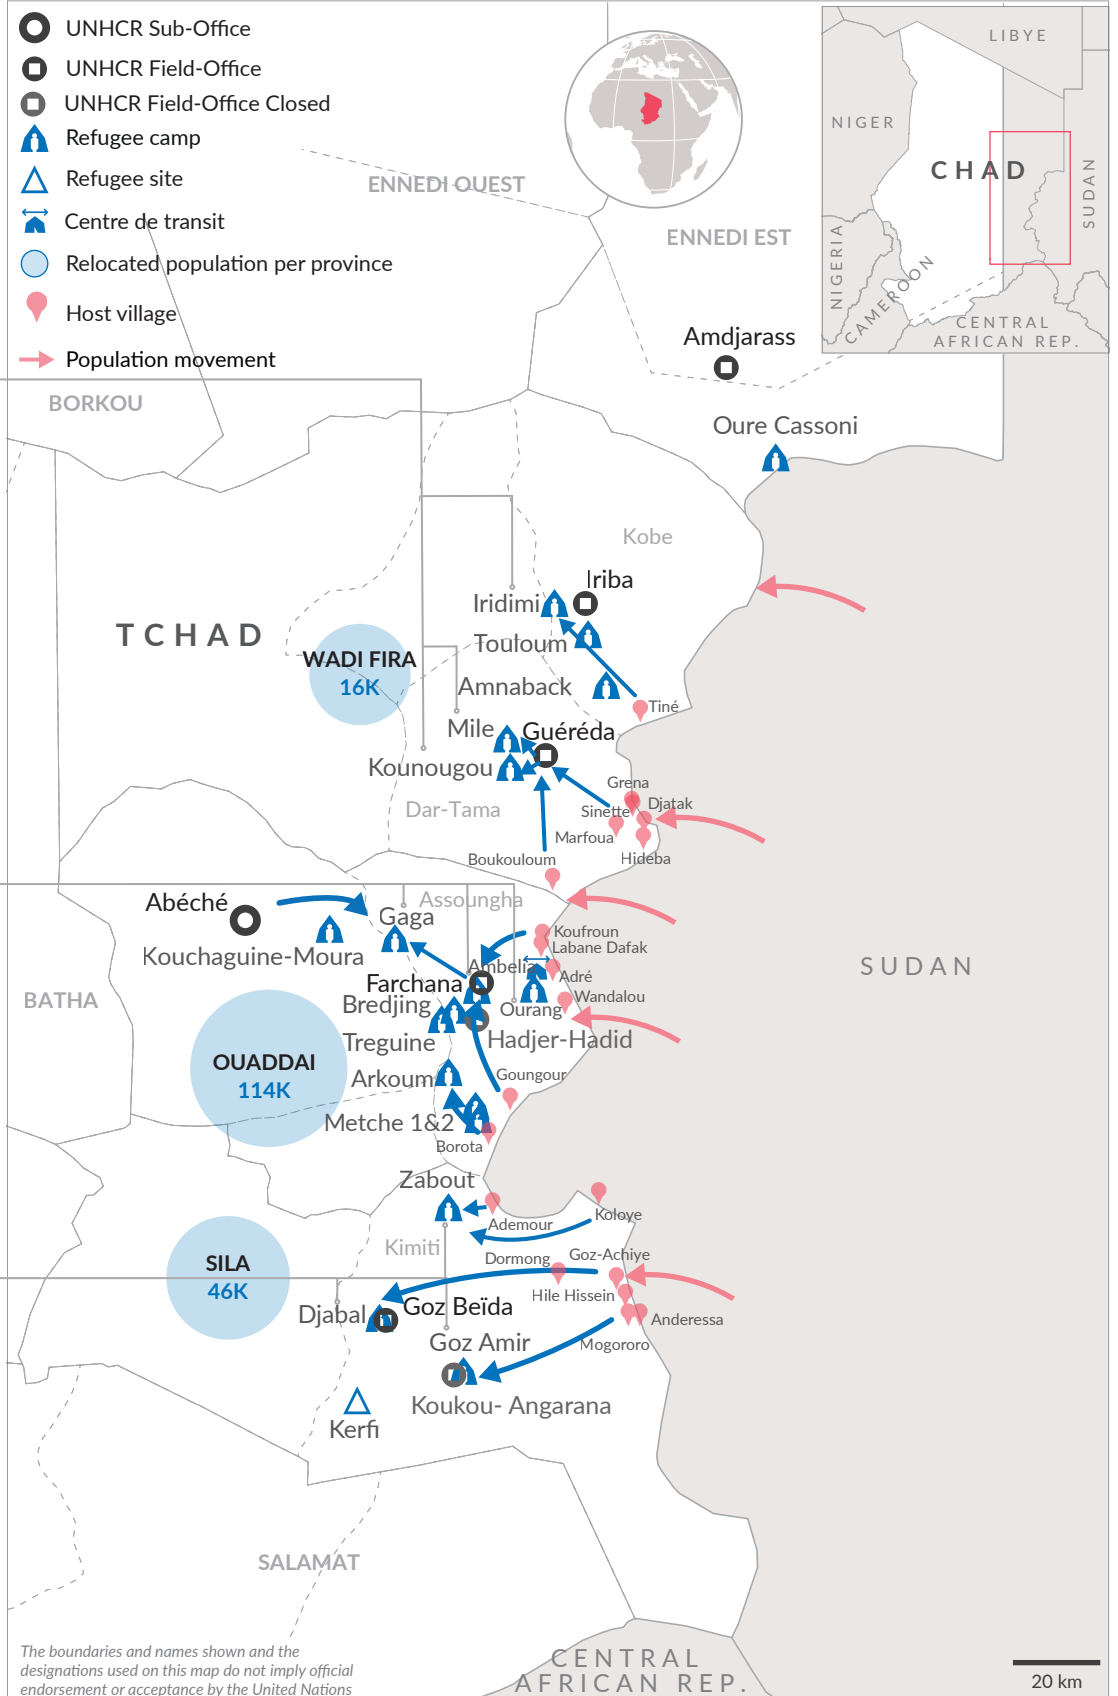 UNHCR Sub-Office
UNHCR Field-Office
UNHCR Field-Office Closed
Refugee camp
Refugee site
Centre de transit
Relocated population per province
Host village
Population movement
LIBYE
NIGER
CHAD
SUDAN
NIGERIA
CAMEROON
CENTRAL
AFRICAN REP.
ENNEDI OUEST
ENNEDI EST
Amdjarass
BORKOU
Oure Cassoni
Kobe
Iriba
Iridimi
TCHAD
Touloum
WADI FIRA
16K
Amnaback
Tiné
Mile
Guéréda
Kounougou
Grena
Djatak
Sinette
Dar-Tama
Marfoua
Hideba
Boukouloum
Abéché
Assoungha
Gaga
Koufroun
Labane Dafak
Kouchaguine-Moura
Ambelia
Adré
SUDAN
Farchana
Wandalou
BATHA
Bredjing
Ourang
Treguine
Hadjer-Hadid
OUADDAI
114K
Arkoum
Goungour
Metche 1&2
Borota
Zabout
Ademour
Koloye
Kimiti
Dormong
Goz-Achiye
SILA
46K
Hile Hissein
Djabal
Goz Beïda
Anderessa
Goz Amir
Mogororo
Koukou- Angarana
Kerfi
SALAMAT
The boundaries and names shown and the
designations used on this map do not imply official
endorsement or acceptance by the United Nations
CENTRAL
AFRICAN REP.
20 km